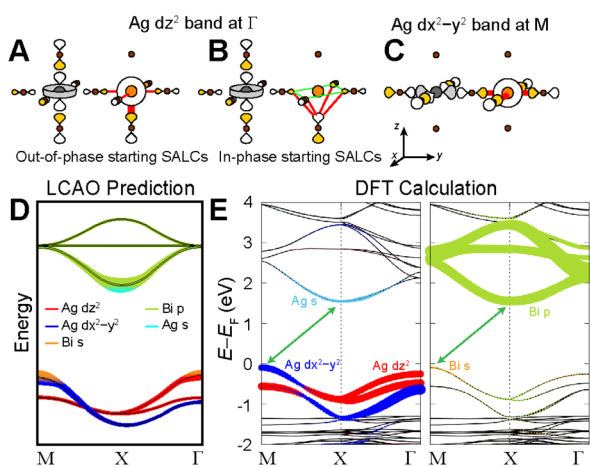 Ag dz² band at Γ
Ag dx²−y² band at M
A
B
C
Out-of-phase starting SALCs
In-phase starting SALCs
z
x
y
LCAO Prediction
DFT Calculation
D
E
Energy
Ag dz²
Ag dx²−y²
Bi s
Bi p
Ag s
M
X
Γ
E–E_F (eV)
4
3
2
1
0
-1
-2
Ag s
Ag dx²−y²
Ag dz²
M
X
Γ
Bi p
Bi s
M
X
Γ